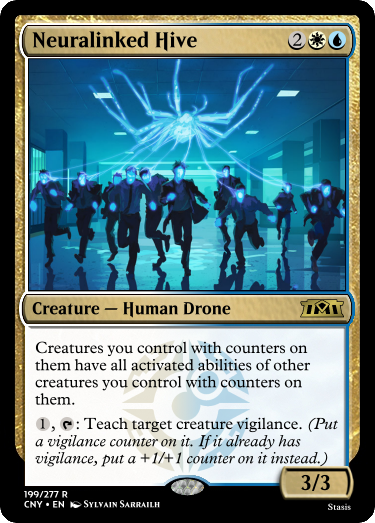 Neuralinked Hive 2
Creature — Human Drone
Creatures you control with counters on
them have all activated abilities of other
creatures you control with counters on
them.
1, : Teach target creature vigilance. (Put
a vigilance counter on it. If it already has
vigilance, put a +1/+1 counter on it instead.)
3/3
199/277 R
CNY • EN Sylvain Sarrailh
Stasis